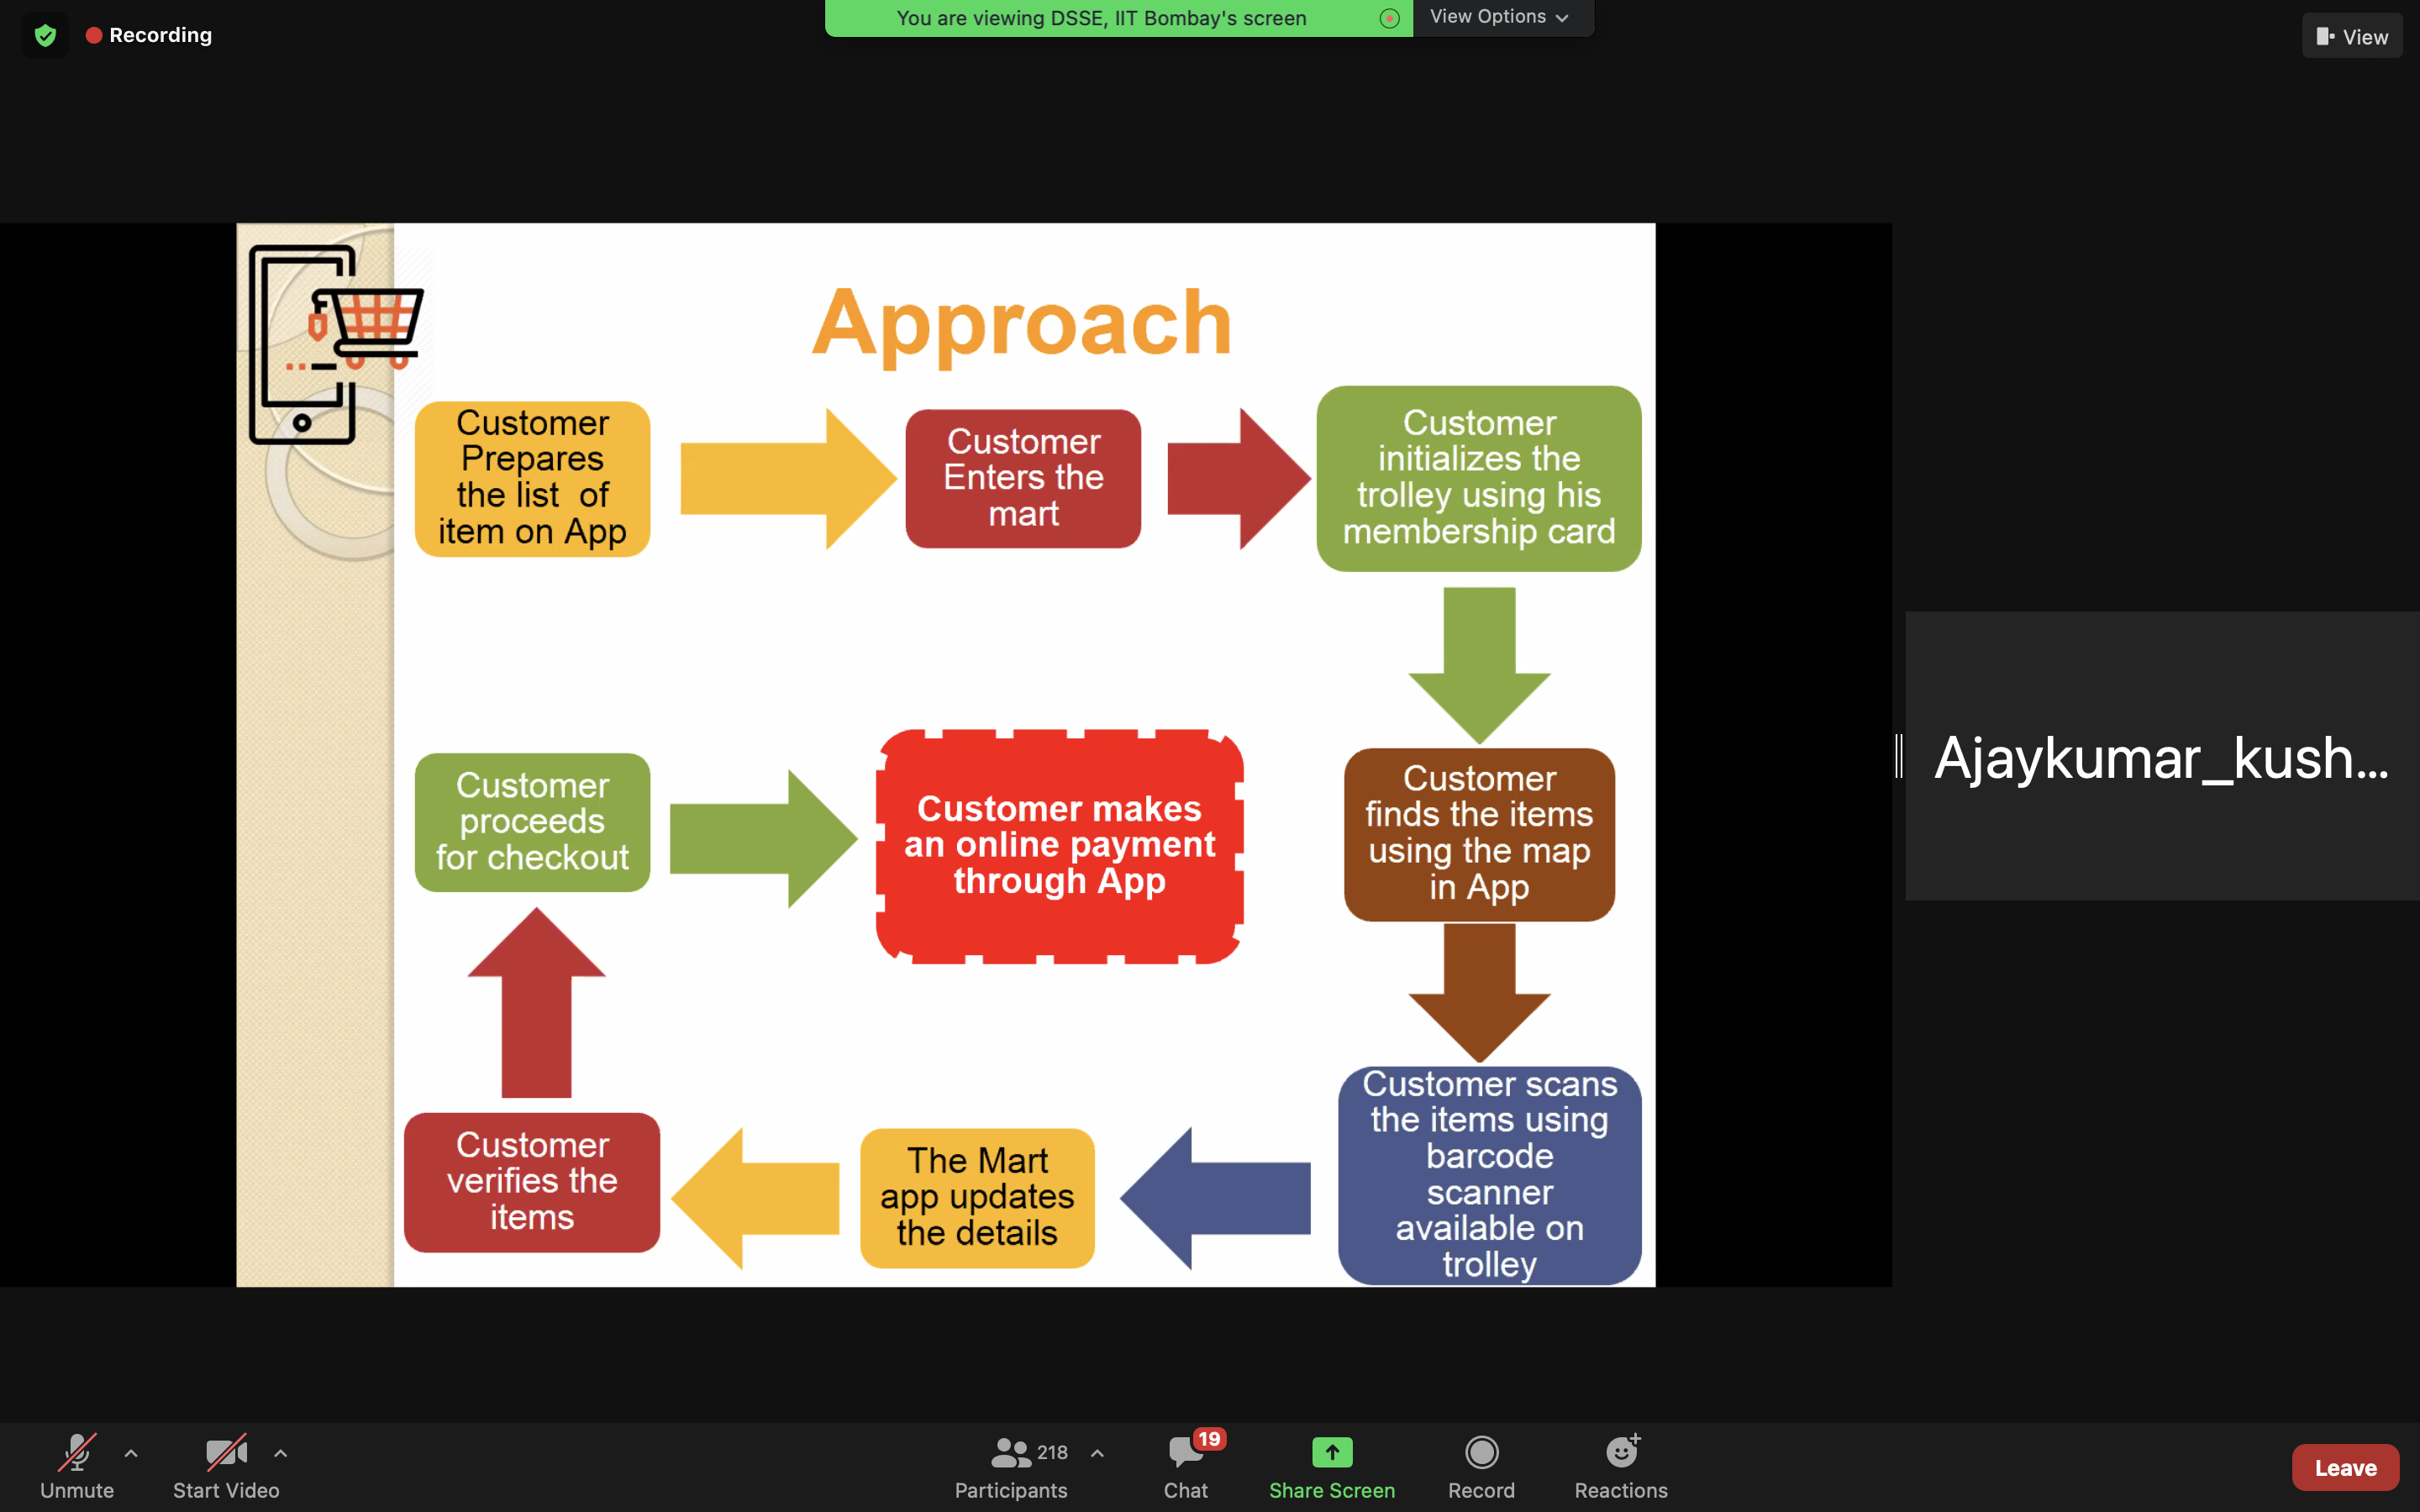 Recording
You are viewing DSSE, IIT Bombay's screen
View Options
View
Approach
Customer
Prepares
the list of
item on App
Customer
Enters the
mart
Customer
initializes the
trolley using his
membership card
Customer
finds the items
using the map
in App
Customer scans
the items using
barcode
scanner
available on
trolley
The Mart
app updates
the details
Customer
verifies the
items
Customer
proceeds
for checkout
Customer makes
an online payment
through App
Ajaykumar_kush...
Unmute
Start Video
218
Participants
19
Chat
Share Screen
Record
Reactions
Leave